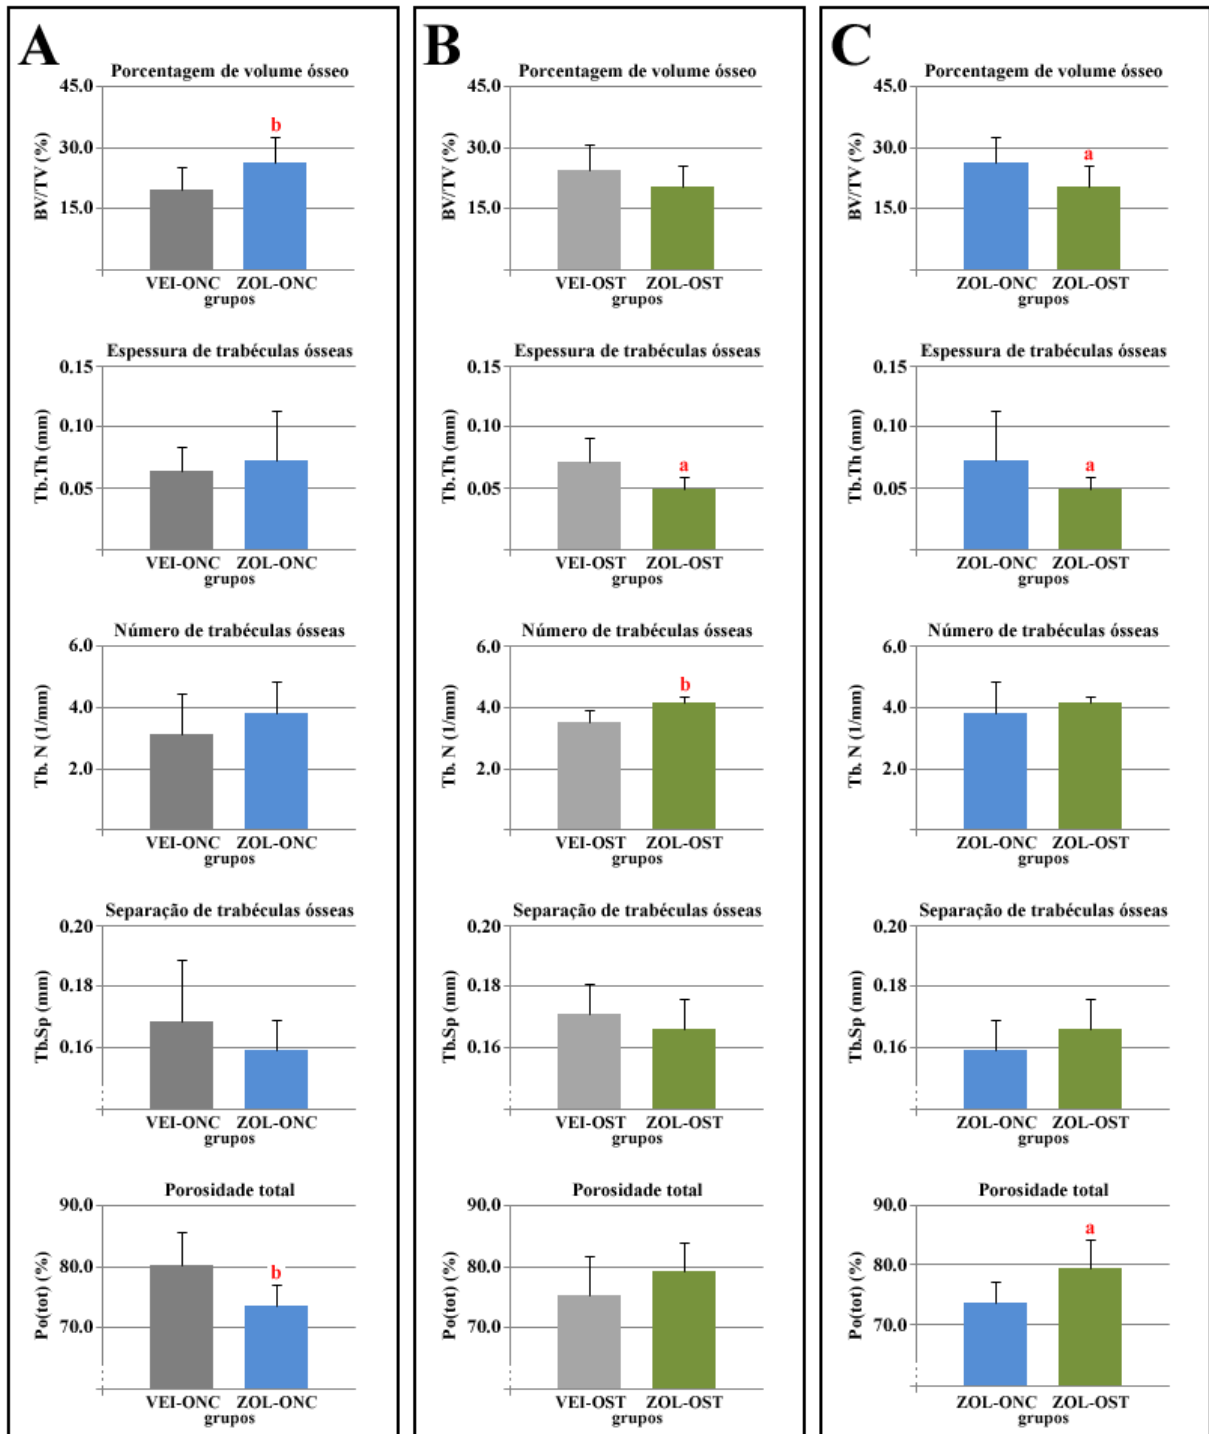 A
Porcentagem de volume ósseo
45.0
30.0
15.0
BV/TV (%)
b
VEI-ONC ZOL-ONC
grupos
Espessura de trabéculas ósseas
0.15
0.10
0.05
Tb.Th (mm)
VEI-ONC ZOL-ONC
grupos
Número de trabéculas ósseas
6.0
4.0
2.0
Tb. N (1/mm)
VEI-ONC ZOL-ONC
grupos
Separação de trabéculas ósseas
0.20
0.18
0.16
Tb.Sp (mm)
VEI-ONC ZOL-ONC
grupos
Porosidade total
90.0
80.0
70.0
Po(tot) (%)
b
VEI-ONC ZOL-ONC
grupos
B
Porcentagem de volume ósseo
45.0
30.0
15.0
BV/TV (%)
VEI-OST ZOL-OST
grupos
Espessura de trabéculas ósseas
0.15
0.10
0.05
Tb.Th (mm)
a
VEI-OST ZOL-OST
grupos
Número de trabéculas ósseas
6.0
4.0
2.0
Tb. N (1/mm)
b
VEI-OST ZOL-OST
grupos
Separação de trabéculas ósseas
0.20
0.18
0.16
Tb.Sp (mm)
VEI-OST ZOL-OST
grupos
Porosidade total
90.0
80.0
70.0
Po(tot) (%)
VEI-OST ZOL-OST
grupos
C
Porcentagem de volume ósseo
45.0
30.0
15.0
BV/TV (%)
a
ZOL-ONC ZOL-OST
grupos
Espessura de trabéculas ósseas
0.15
0.10
0.05
Tb.Th (mm)
a
ZOL-ONC ZOL-OST
grupos
Número de trabéculas ósseas
6.0
4.0
2.0
Tb. N (1/mm)
ZOL-ONC ZOL-OST
grupos
Separação de trabéculas ósseas
0.20
0.18
0.16
Tb.Sp (mm)
ZOL-ONC ZOL-OST
grupos
Porosidade total
90.0
80.0
70.0
Po(tot) (%)
a
ZOL-ONC ZOL-OST
grupos